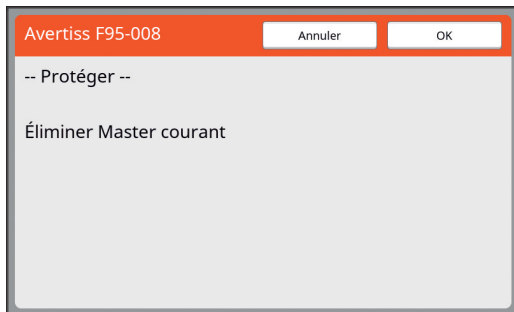 Avertiss F95-008
Annuler
OK
-- Protéger --
Éliminer Master courant